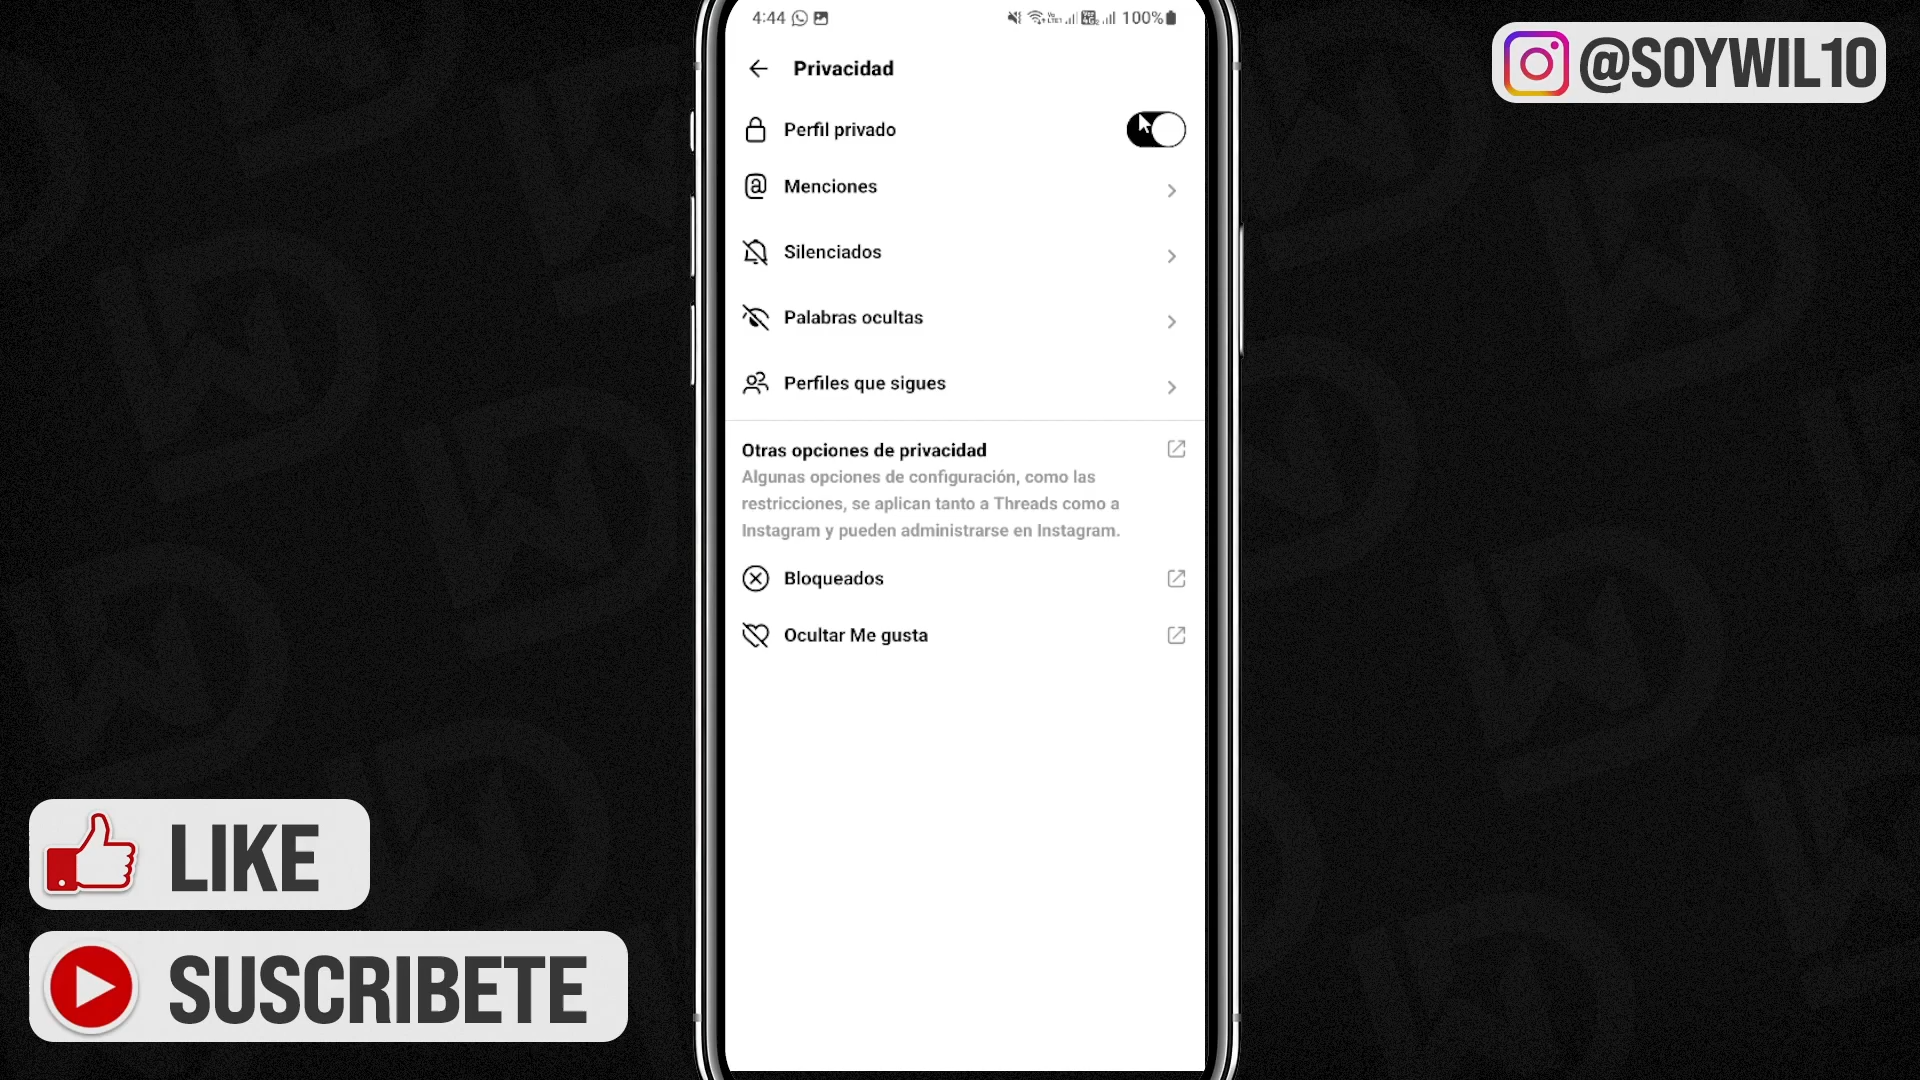 4:44
100%
@SOYWIL10
Privacidad
Perfil privado
Menciones
Silenciados
Palabras ocultas
Perfiles que sigues
Otras opciones de privacidad
Algunas opciones de configuración, como las
restricciones, se aplican tanto a Threads como a
Instagram y pueden administrarse en Instagram.
Bloqueados
Ocultar Me gusta
LIKE
SUSCRIBETE